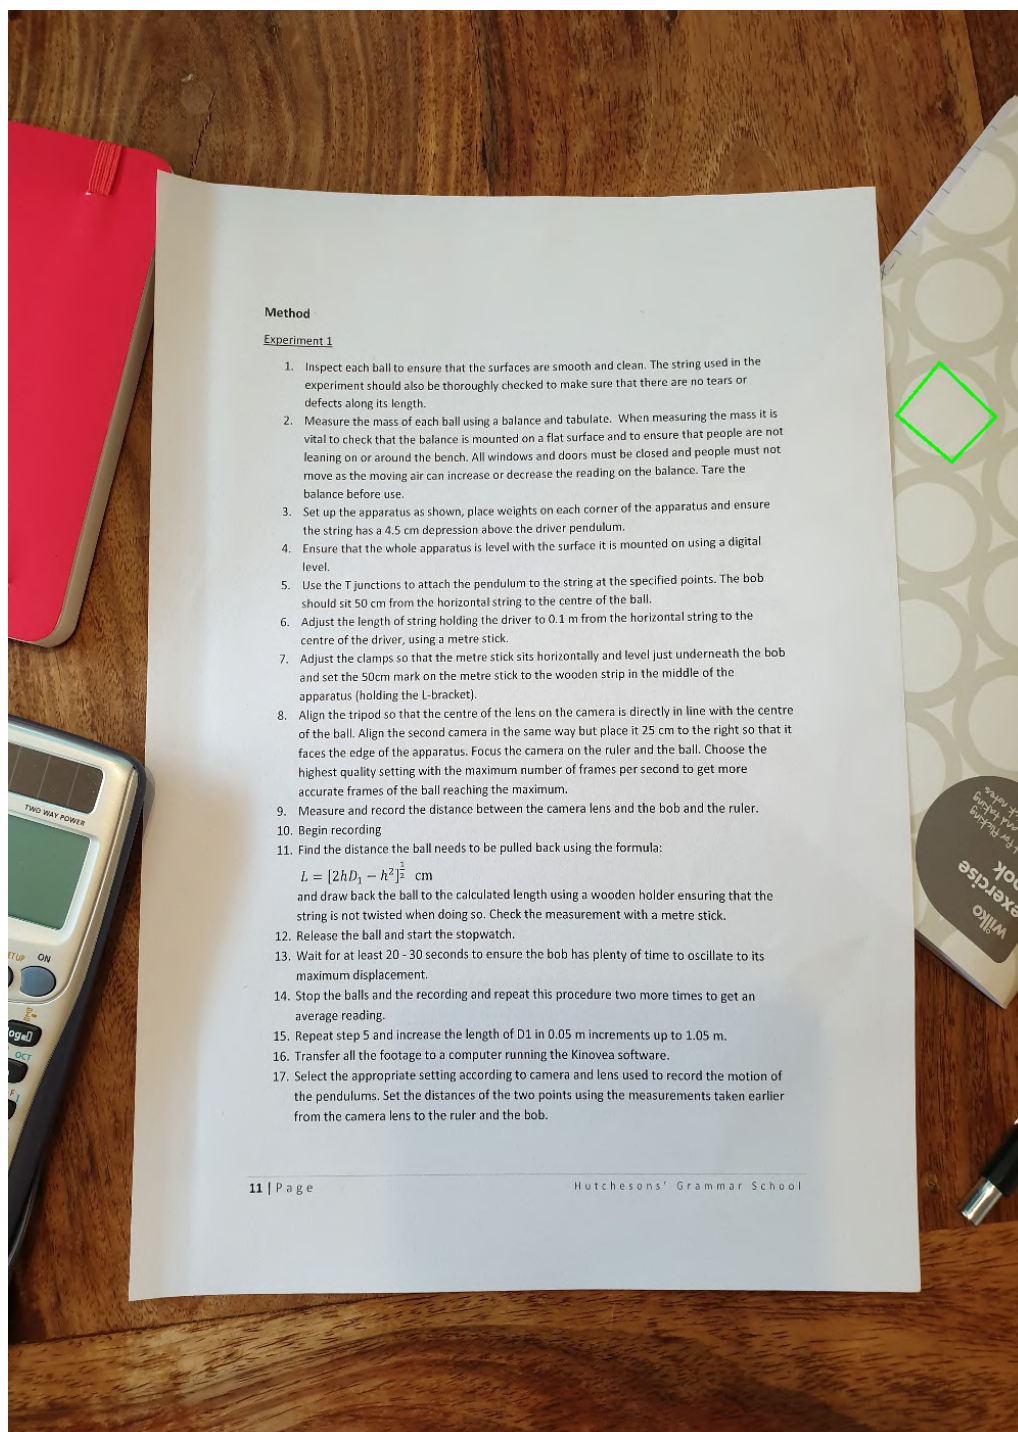 Method
Experiment 1
1. Inspect each ball to ensure that the surfaces are smooth and clean. The string used in the
experiment should also be thoroughly checked to make sure that there are no tears or
defects along its length.
2. Measure the mass of each ball using a balance and tabulate. When measuring the mass it is
vital to check that the balance is mounted on a flat surface and to ensure that people are not
leaning on or around the bench. All windows and doors must be closed and people must not
move as the moving air can increase or decrease the reading on the balance. Tare the
balance before use.
3. Set up the apparatus as shown, place weights on each corner of the apparatus and ensure
the string has a 4.5 cm depression above the driver pendulum.
4. Ensure that the whole apparatus is level with the surface it is mounted on using a digital
level.
5. Use the T junctions to attach the pendulum to the string at the specified points. The bob
should sit 50 cm from the horizontal string to the centre of the ball.
6. Adjust the length of string holding the driver to 0.1 m from the horizontal string to the
centre of the driver, using a metre stick.
7. Adjust the clamps so that the metre stick sits horizontally and level just underneath the bob
and set the 50cm mark on the metre stick to the wooden strip in the middle of the
apparatus (holding the L-bracket).
8. Align the tripod so that the centre of the lens on the camera is directly in line with the centre
of the ball. Align the second camera in the same way but place it 25 cm to the right so that it
faces the edge of the apparatus. Focus the camera on the ruler and the ball. Choose the
highest quality setting with the maximum number of frames per second to get more
accurate frames of the ball reaching the maximum.
9. Measure and record the distance between the camera lens and the bob and the ruler.
10. Begin recording
11. Find the distance the ball needs to be pulled back using the formula:
L = [2hD₁ − h²]^½ cm
and draw back the ball to the calculated length using a wooden holder ensuring that the
string is not twisted when doing so. Check the measurement with a metre stick.
12. Release the ball and start the stopwatch.
13. Wait for at least 20 - 30 seconds to ensure the bob has plenty of time to oscillate to its
maximum displacement.
14. Stop the balls and the recording and repeat this procedure two more times to get an
average reading.
15. Repeat step 5 and increase the length of D1 in 0.05 m increments up to 1.05 m.
16. Transfer all the footage to a computer running the Kinovea software.
17. Select the appropriate setting according to camera and lens used to record the motion of
the pendulums. Set the distances of the two points using the measurements taken earlier
from the camera lens to the ruler and the bob.
11 | Page
Hutchesons' Grammar School
TWO WAY POWER
ON
OCT
wilko
exercise